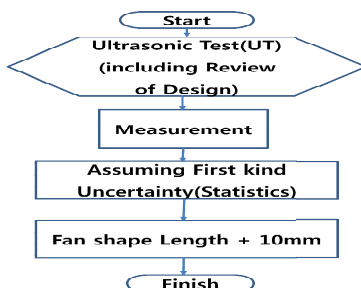 Start
Ultrasonic Test(UT)
(including Review
of Design)
Measurement
Assuming First kind
Uncertainty(Statistics)
Fan shape Length + 10mm
Finish